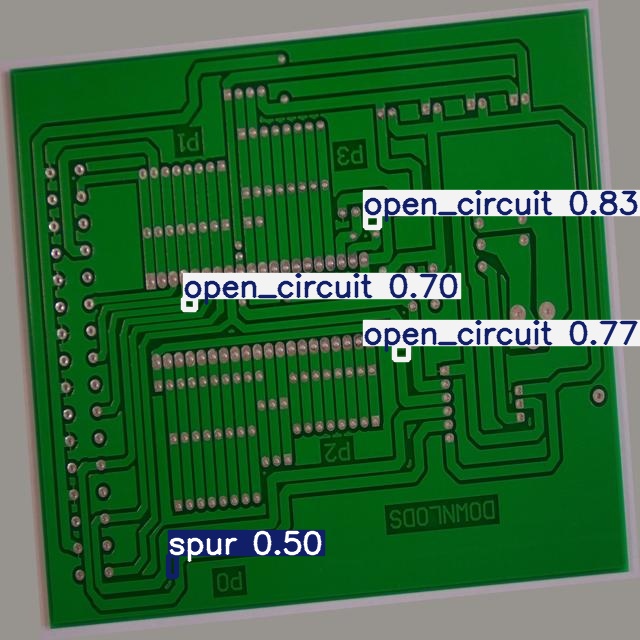 P1
P3
open_circuit 0.83
open_circuit 0.70
open_circuit 0.77
P2
DOWNLODS
spur 0.50
P0